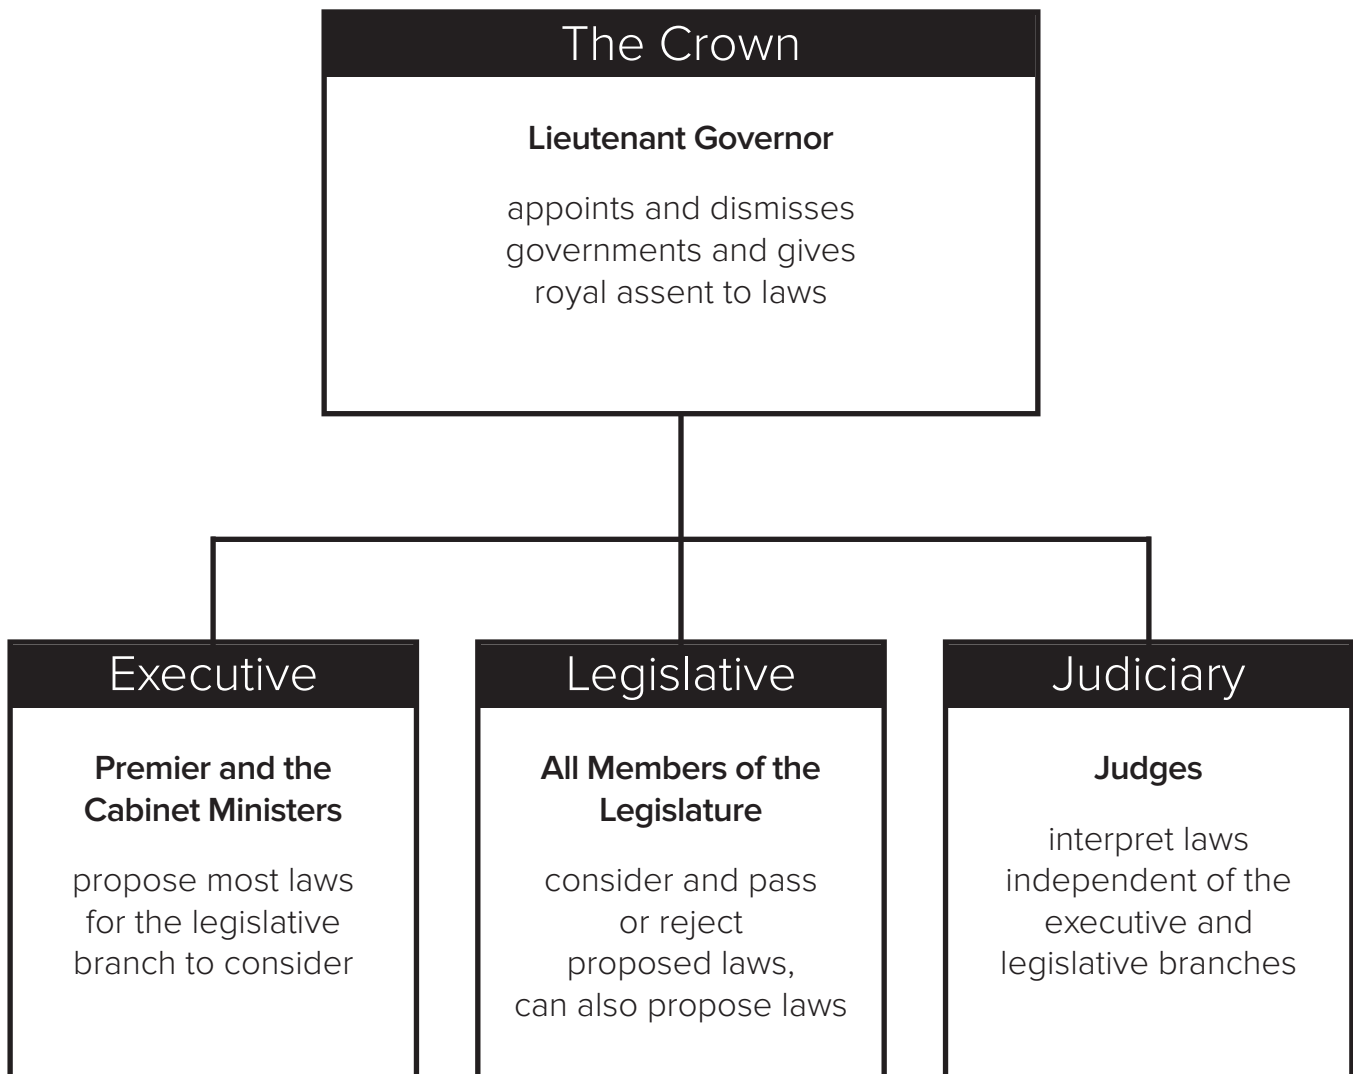 The Crown
Lieutenant Governor
appoints and dismisses
governments and gives
royal assent to laws
Executive
Premier and the
Cabinet Ministers
propose most laws
for the legislative
branch to consider
Legislative
All Members of the
Legislature
consider and pass
or reject
proposed laws,
can also propose laws
Judiciary
Judges
interpret laws
independent of the
executive and
legislative branches